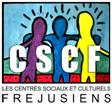 CSCF
LES CENTRES SOCIAUX ET CULTURELS
FREJUSIENS